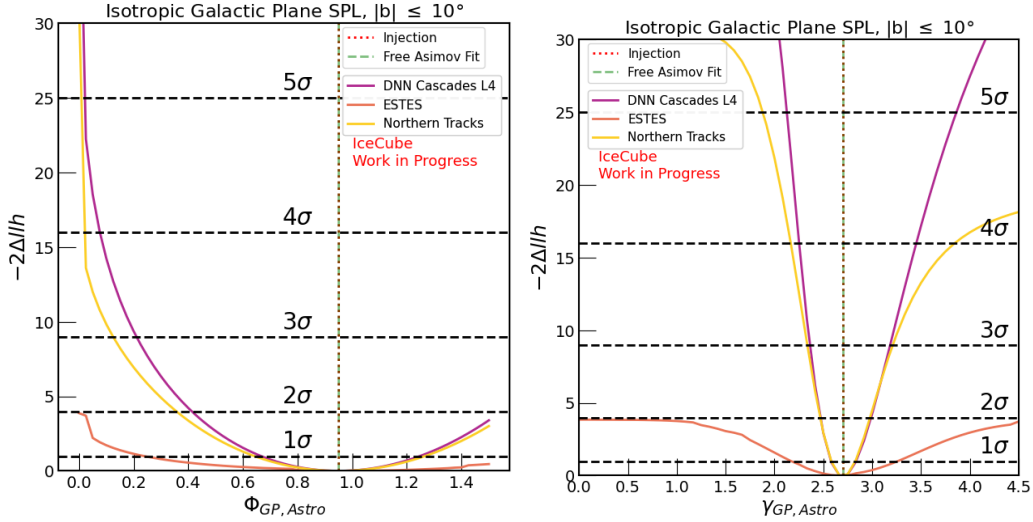 Isotropic Galactic Plane SPL, |b| ≤ 10°
Injection
Free Asimov Fit
DNN Cascades L4
ESTES
Northern Tracks
IceCube
Work in Progress
5σ
4σ
3σ
2σ
1σ
30
25
20
15
10
5
0
−2Δllh
0.0 0.2 0.4 0.6 0.8 1.0 1.2 1.4
Φ_GP, Astro
Isotropic Galactic Plane SPL, |b| ≤ 10°
Injection
Free Asimov Fit
DNN Cascades L4
ESTES
Northern Tracks
IceCube
Work in Progress
5σ
4σ
3σ
2σ
1σ
30
25
20
15
10
5
0
−2Δllh
0.0 0.5 1.0 1.5 2.0 2.5 3.0 3.5 4.0 4.5
γ_GP, Astro